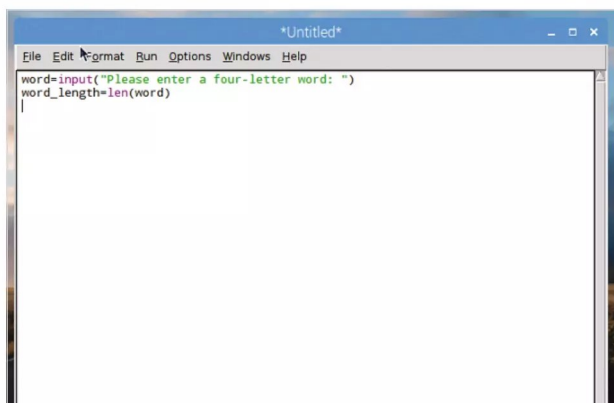 *Untitled*
File Edit Format Run Options Windows Help
word=input("Please enter a four-letter word: ")
word_length=len(word)